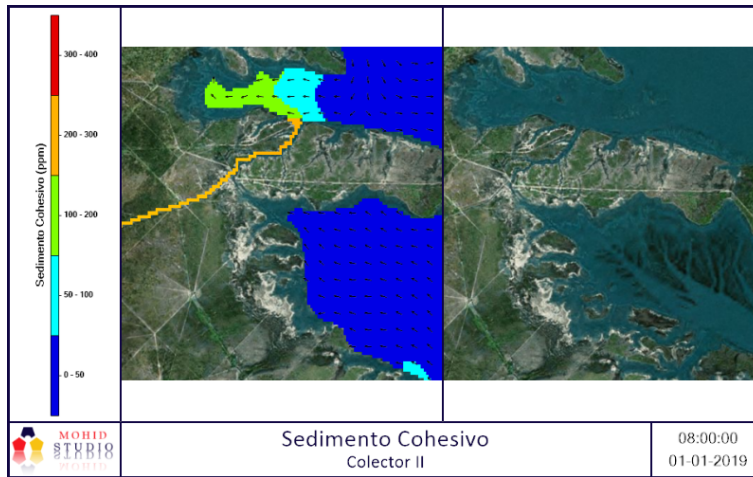 Sedimento Cohesivo (ppm)
300 - 400
200 - 300
100 - 200
50 - 100
0 - 50
MOHID
STUDIO
Sedimento Cohesivo
Colector II
08:00:00
01-01-2019